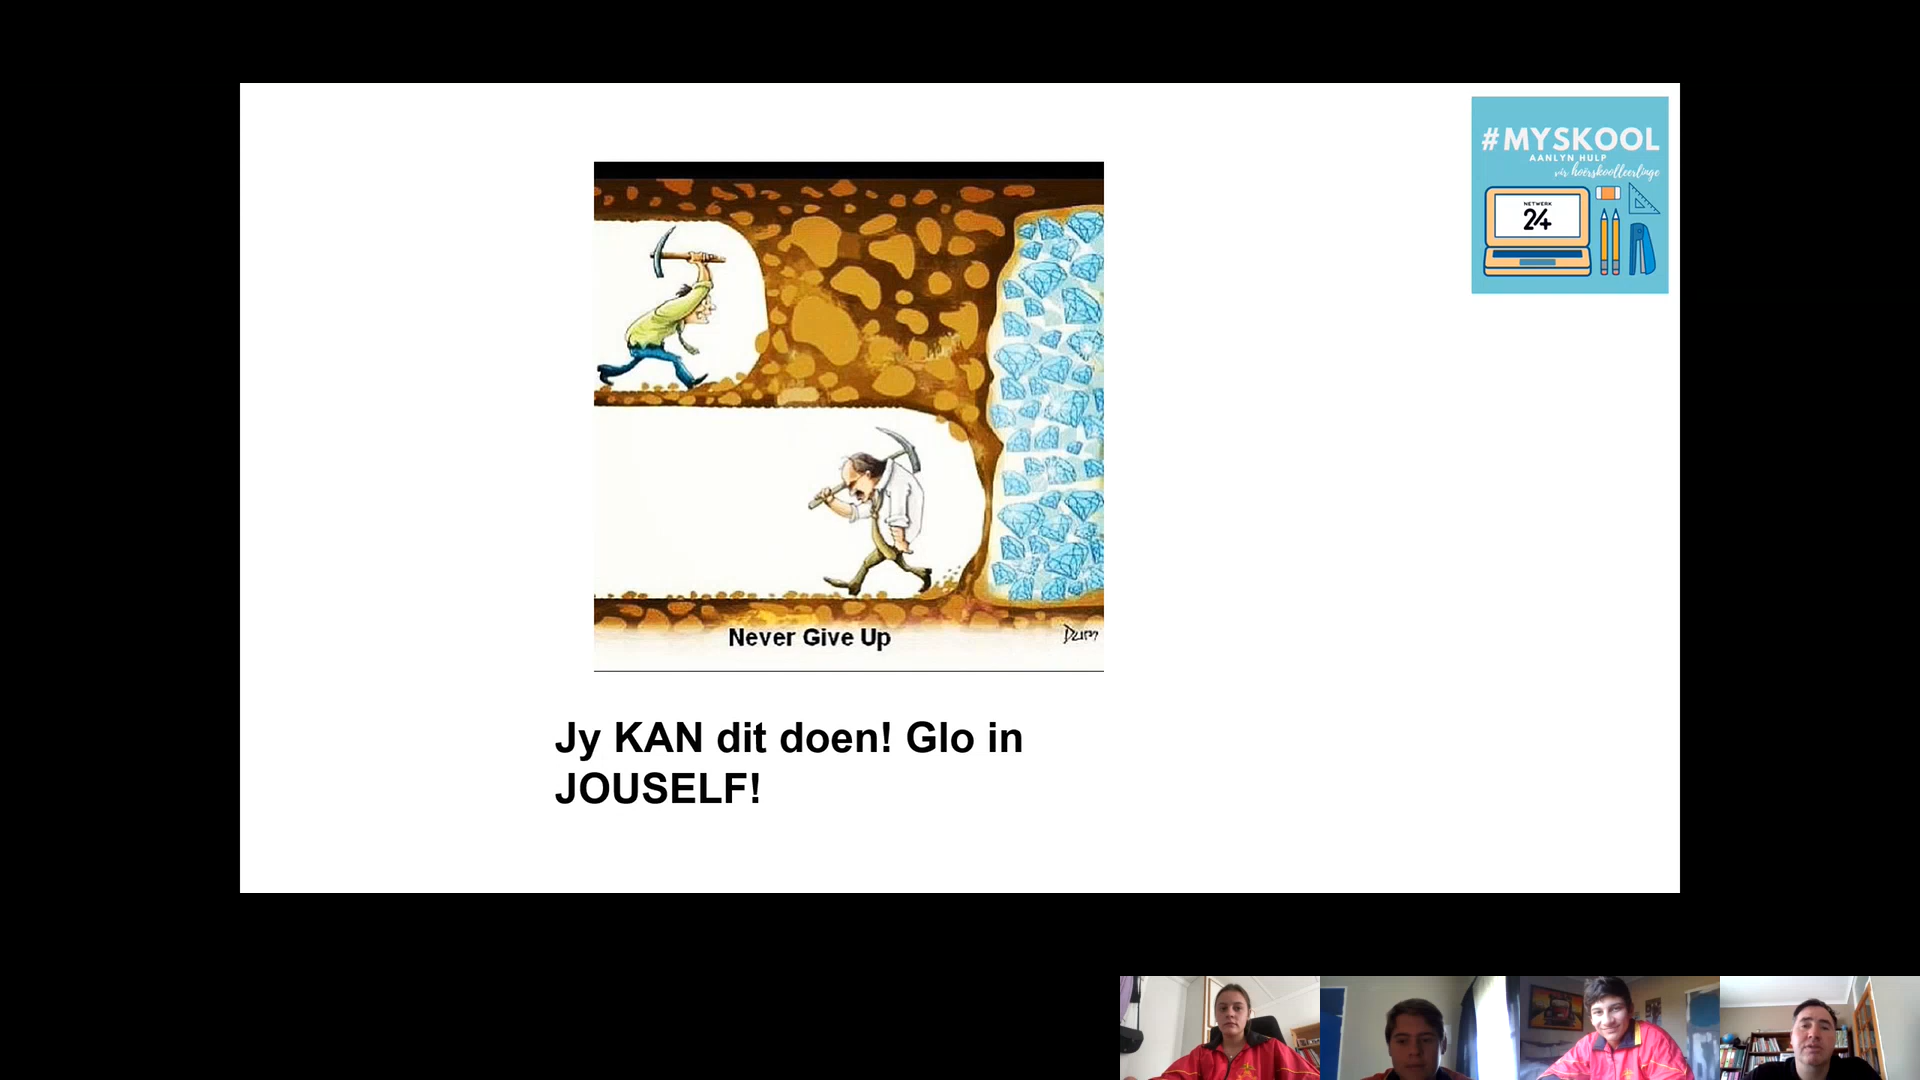 #MYSKOOL
AANLYN HULP
vir hoërskoolleerlinge
NETWERK
24
Never Give Up
Dum
Jy KAN dit doen! Glo in
JOUSELF!